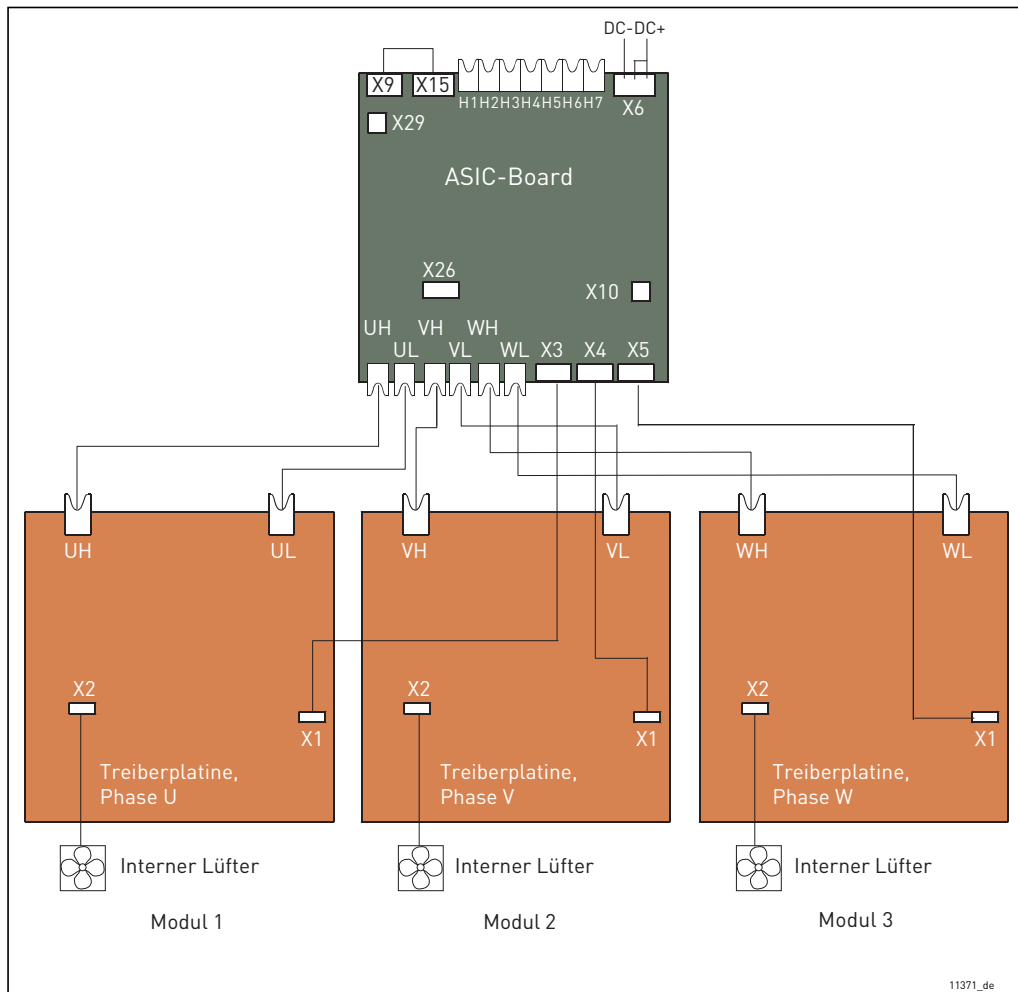 DC-DC+
X9 X15 H1H2H3H4H5H6H7 X6
X29
ASIC-Board
X26
X10
UH VH WH
UL VL WL X3 X4 X5
UH UL VH VL WH WL
X2 X2 X2
X1 X1 X1
Treiberplatine,
Phase U
Treiberplatine,
Phase V
Treiberplatine,
Phase W
Interner Lüfter Interner Lüfter Interner Lüfter
Modul 1 Modul 2 Modul 3
11371_de